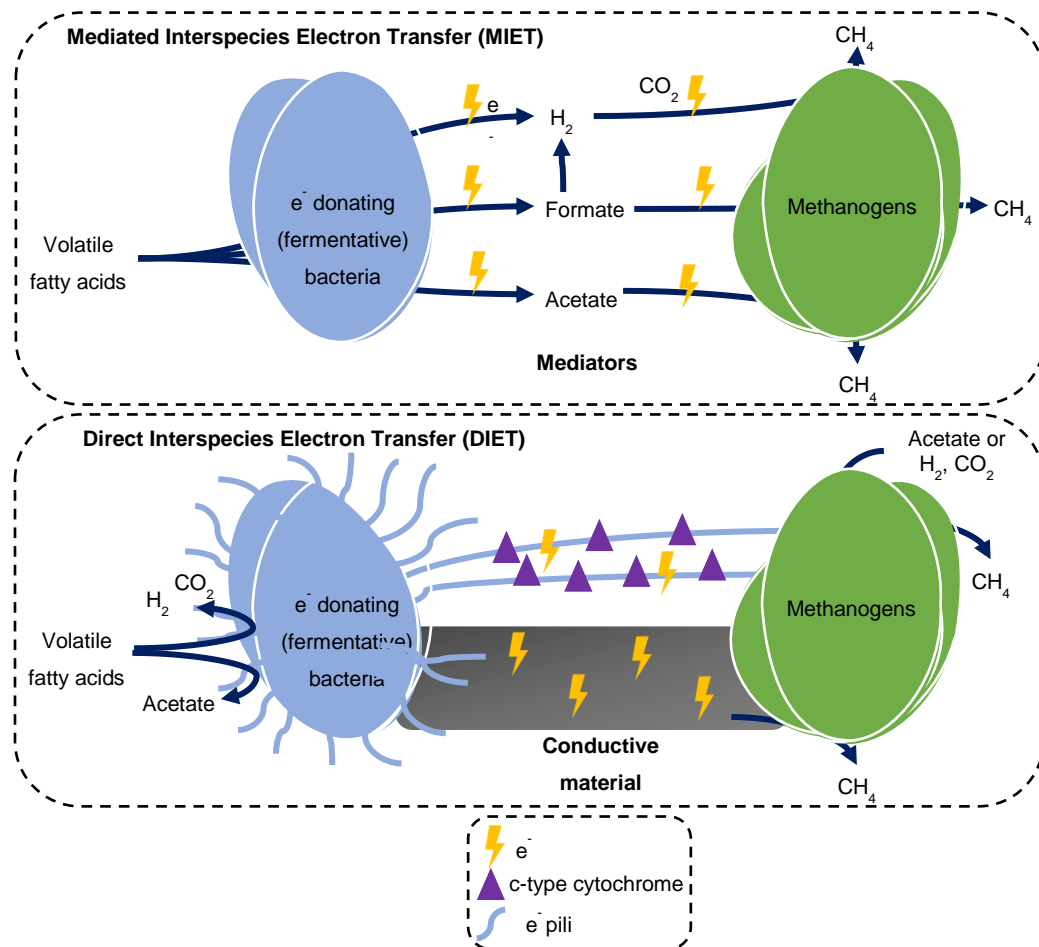 Mediated Interspecies Electron Transfer (MIET)
CH₄
CO₂
e⁻
H₂
e⁻ donating
(fermentative)
bacteria
Formate
Methanogens
CH₄
Volatile
fatty acids
Acetate
Mediators
CH₄
Direct Interspecies Electron Transfer (DIET)
Acetate or
H₂, CO₂
CH₄
CO₂
H₂
e⁻ donating
(fermentative)
bacteria
Methanogens
Volatile
fatty acids
Acetate
Conductive
material
CH₄
e⁻
c-type cytochrome
e⁻ pili